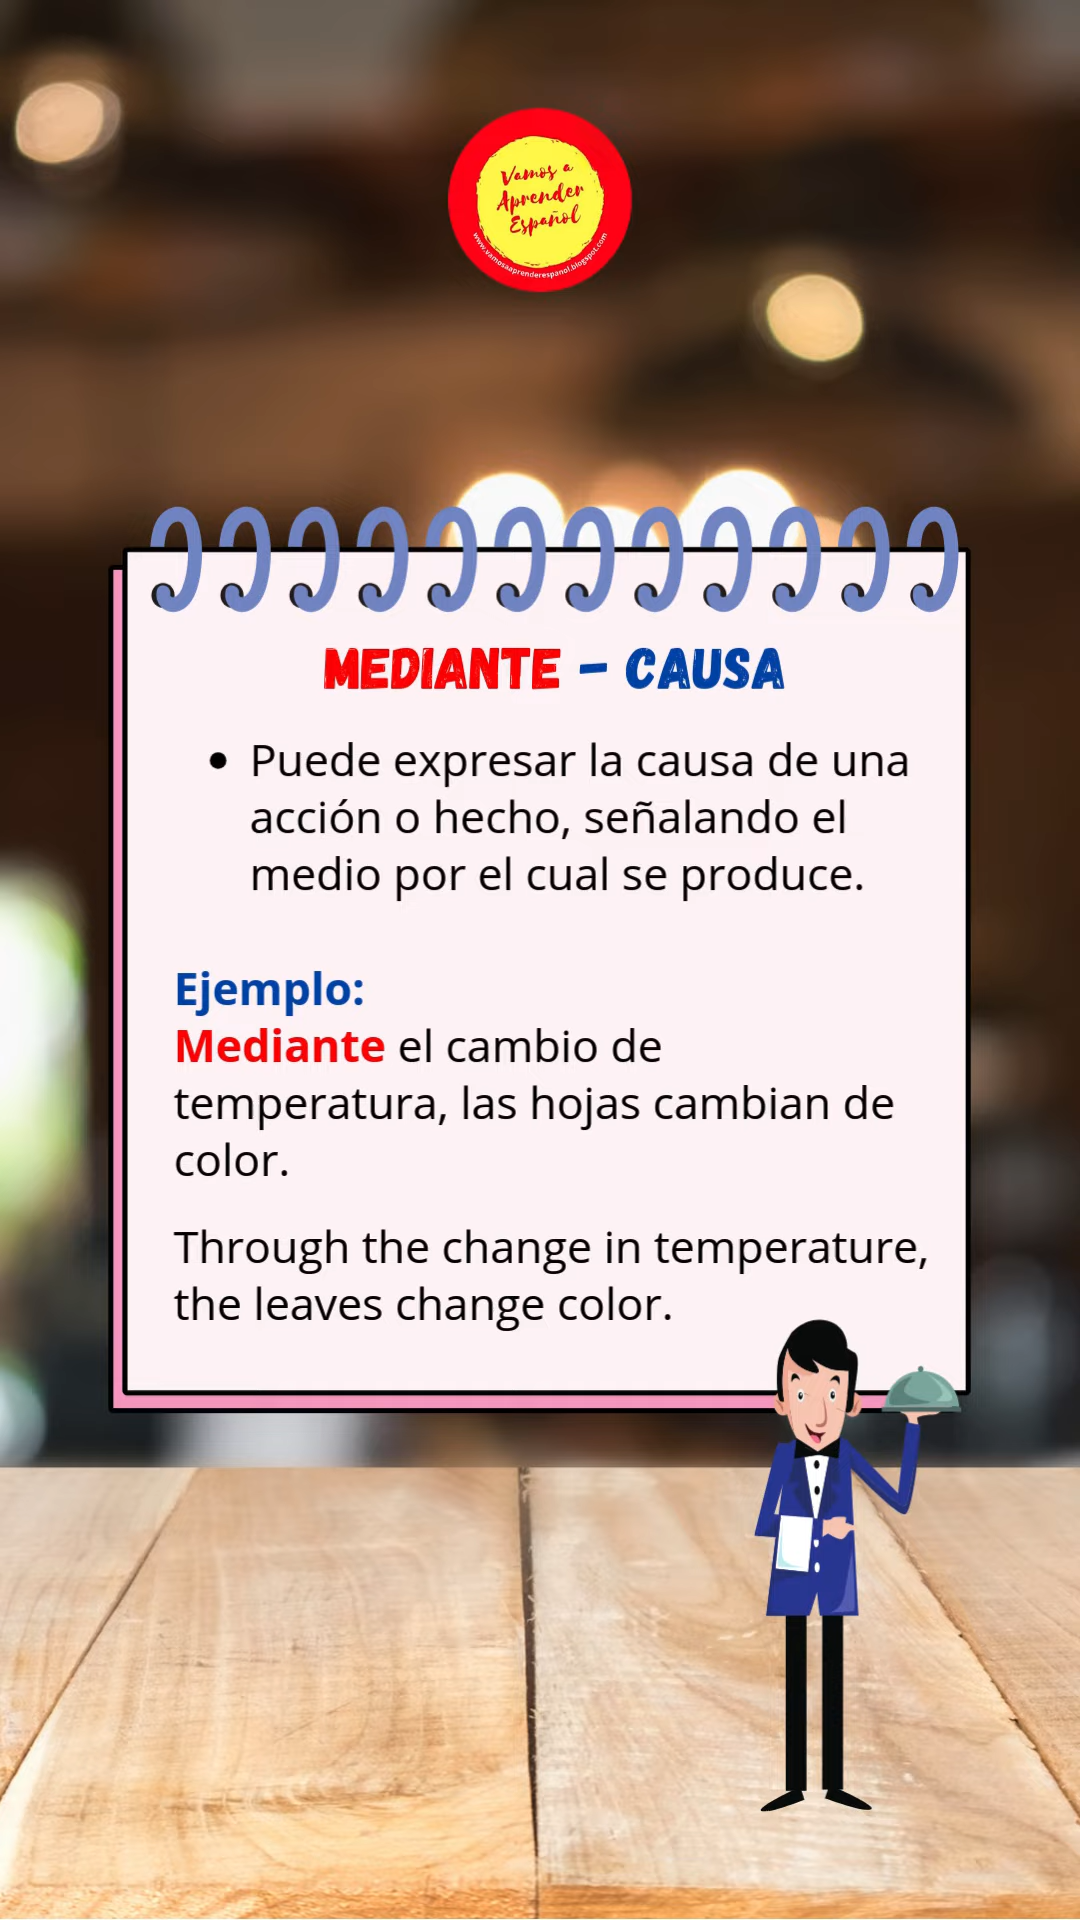 Vamos a
Aprender
Español
www.vamosaaprenderespanol.blogspot.com
MEDIANTE – CAUSA
• Puede expresar la causa de una
acción o hecho, señalando el
medio por el cual se produce.
Ejemplo:
Mediante el cambio de
temperatura, las hojas cambian de
color.
Through the change in temperature,
the leaves change color.